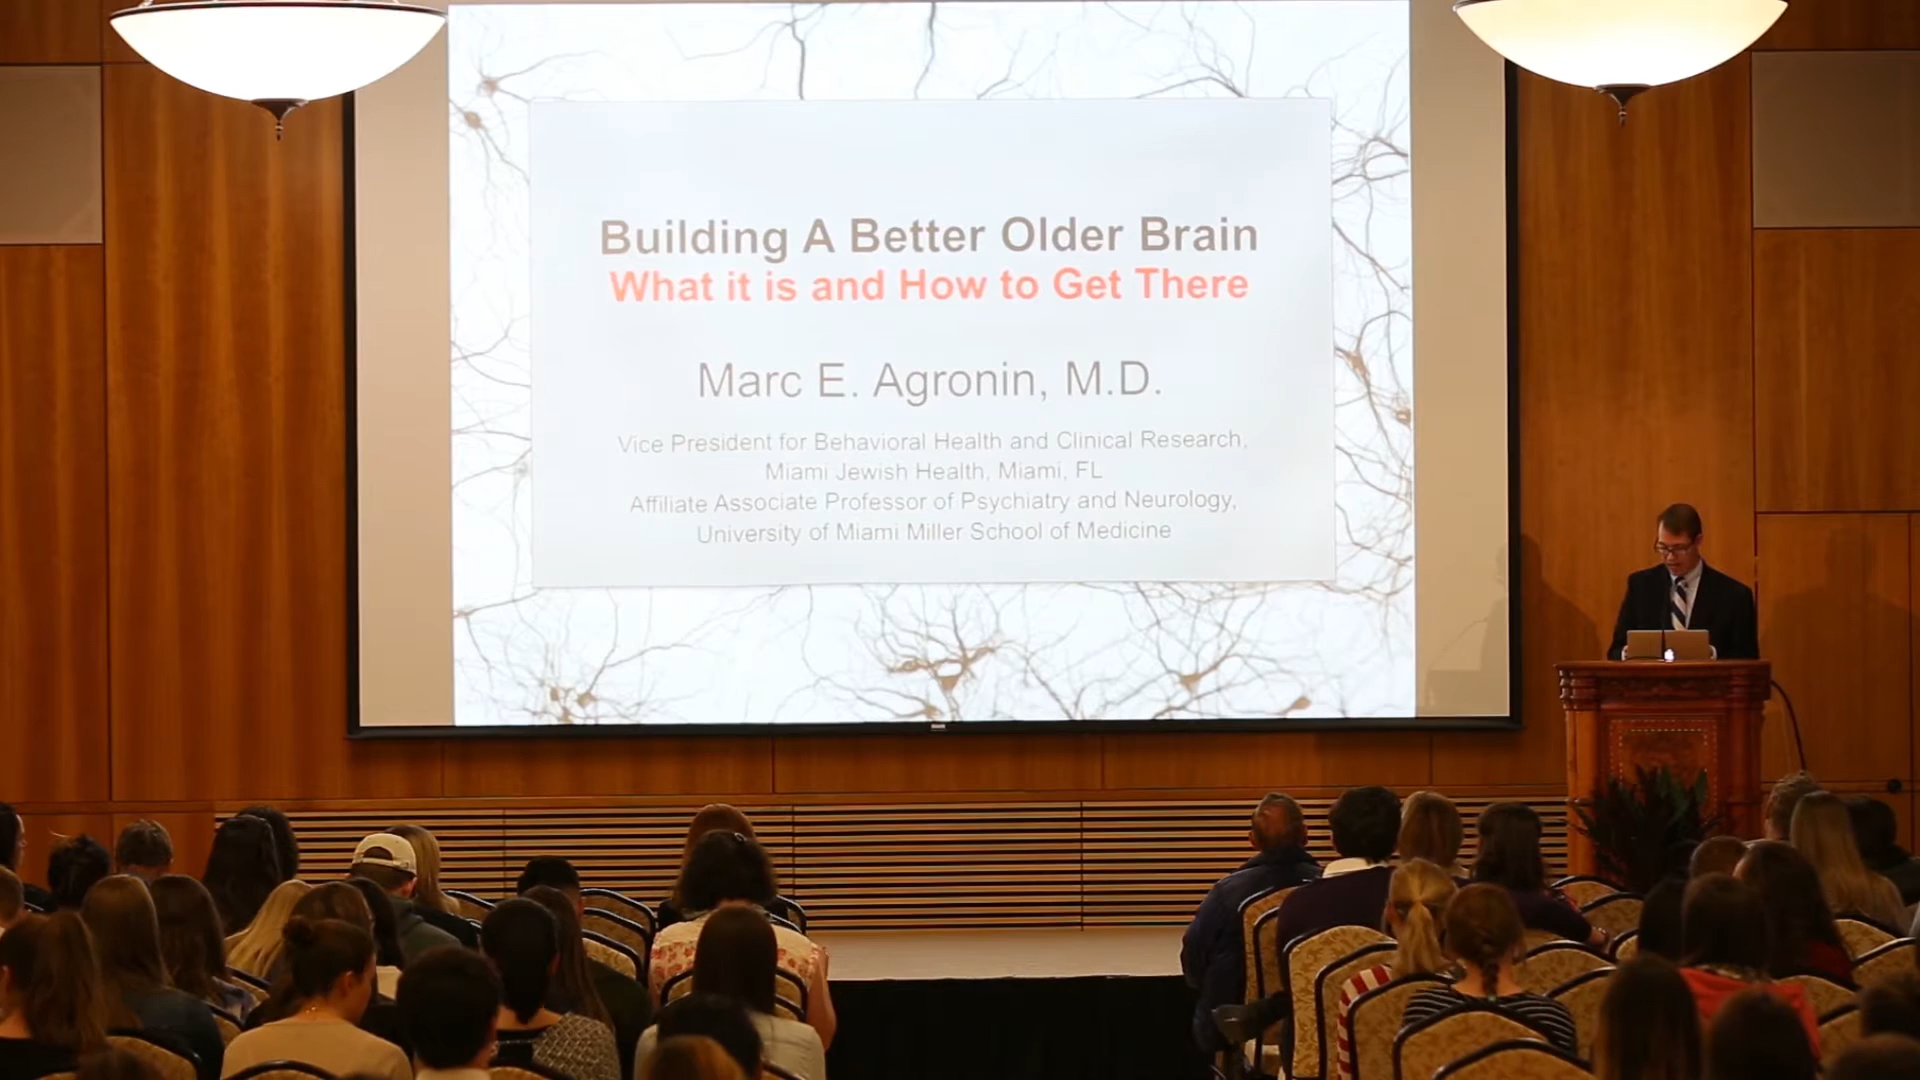 Building A Better Older Brain
What it is and How to Get There
Marc E. Agronin, M.D.
Vice President for Behavioral Health and Clinical Research,
Miami Jewish Health, Miami, FL
Affiliate Associate Professor of Psychiatry and Neurology,
University of Miami Miller School of Medicine